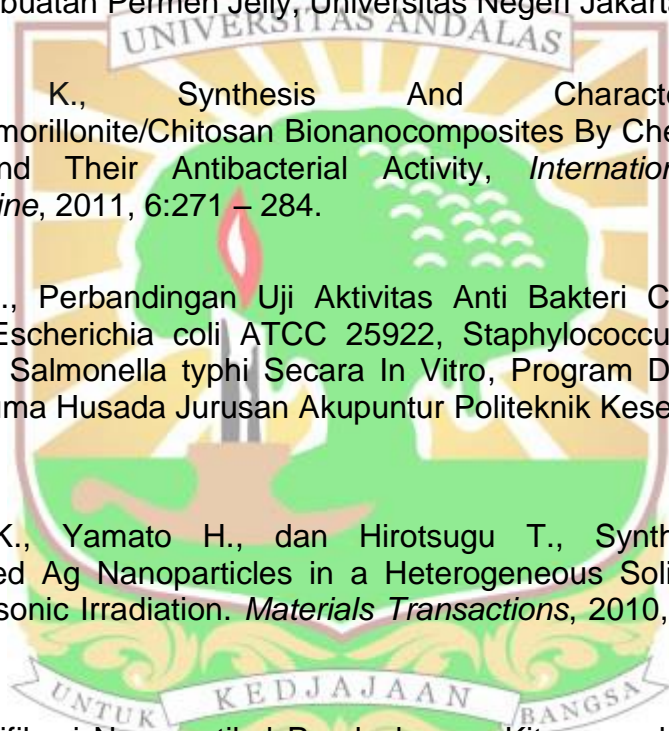 buatan Permen Jelly, Universitas Negeri Jakarta
UNIVERSITAS ANDALAS
K., Synthesis And Characte
morillonite/Chitosan Bionanocomposites By Che
nd Their Antibacterial Activity, Internation
ine, 2011, 6:271 – 284.
., Perbandingan Uji Aktivitas Anti Bakteri C
Escherichia coli ATCC 25922, Staphylococcu
Salmonella typhi Secara In Vitro, Program D
uma Husada Jurusan Akupuntur Politeknik Kese
K., Yamato H., dan Hirotsugu T., Synth
ed Ag Nanoparticles in a Heterogeneous Soli
sonic Irradiation. Materials Transactions, 2010,
UNTUK KEDJAJAAN BANGSA